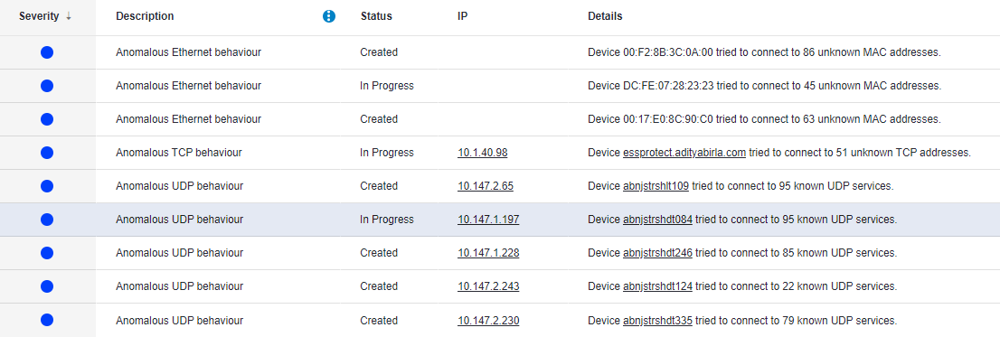 Severity ↓ Description Status IP Details
Anomalous Ethernet behaviour Created Device 00:F2:8B:3C:0A:00 tried to connect to 86 unknown MAC addresses.
Anomalous Ethernet behaviour In Progress Device DC:FE:07:28:23:23 tried to connect to 45 unknown MAC addresses.
Anomalous Ethernet behaviour Created Device 00:17:E0:8C:90:C0 tried to connect to 63 unknown MAC addresses.
Anomalous TCP behaviour In Progress 10.1.40.98 Device essprotect.adityabirla.com tried to connect to 51 unknown TCP addresses.
Anomalous UDP behaviour Created 10.147.2.65 Device abnjstrshlt109 tried to connect to 95 known UDP services.
Anomalous UDP behaviour In Progress 10.147.1.197 Device abnjstrshdt084 tried to connect to 95 known UDP services.
Anomalous UDP behaviour Created 10.147.1.228 Device abnjstrshdt246 tried to connect to 85 known UDP services.
Anomalous UDP behaviour Created 10.147.2.243 Device abnjstrshdt124 tried to connect to 22 known UDP services.
Anomalous UDP behaviour Created 10.147.2.230 Device abnjstrshdt335 tried to connect to 79 known UDP services.